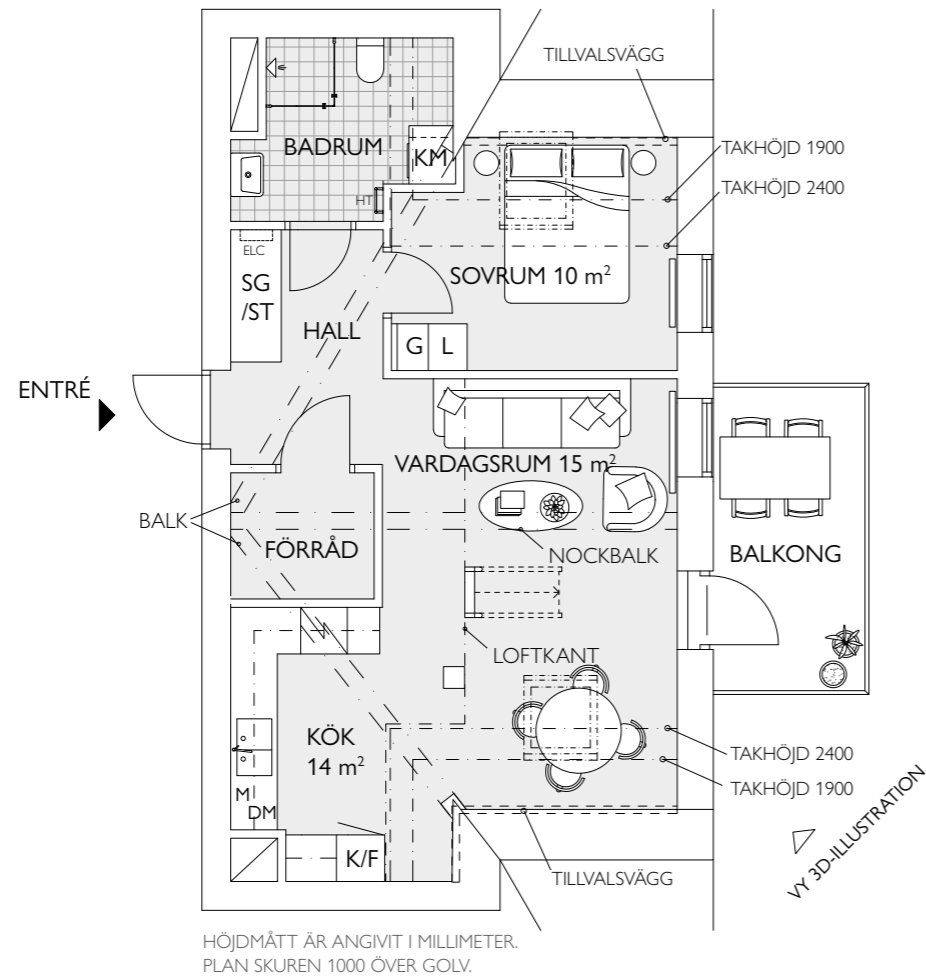 TILLVALSVÄGG
BADRUM
KM
TAKHÖJD 1900
TAKHÖJD 2400
HT
ELC
SG
/ST
SOVRUM 10 m²
HALL
G L
ENTRÉ
VARDAGSRUM 15 m²
BALK
FÖRRÅD
NOCKBALK
BALKONG
LOFTKANT
KÖK
14 m²
TAKHÖJD 2400
TAKHÖJD 1900
M
DM
K/F
TILLVALSVÄGG
VY 3D-ILLUSTRATION
HÖJDMÅTT ÄR ANGIVIT I MILLIMETER.
PLAN SKUREN 1000 ÖVER GOLV.